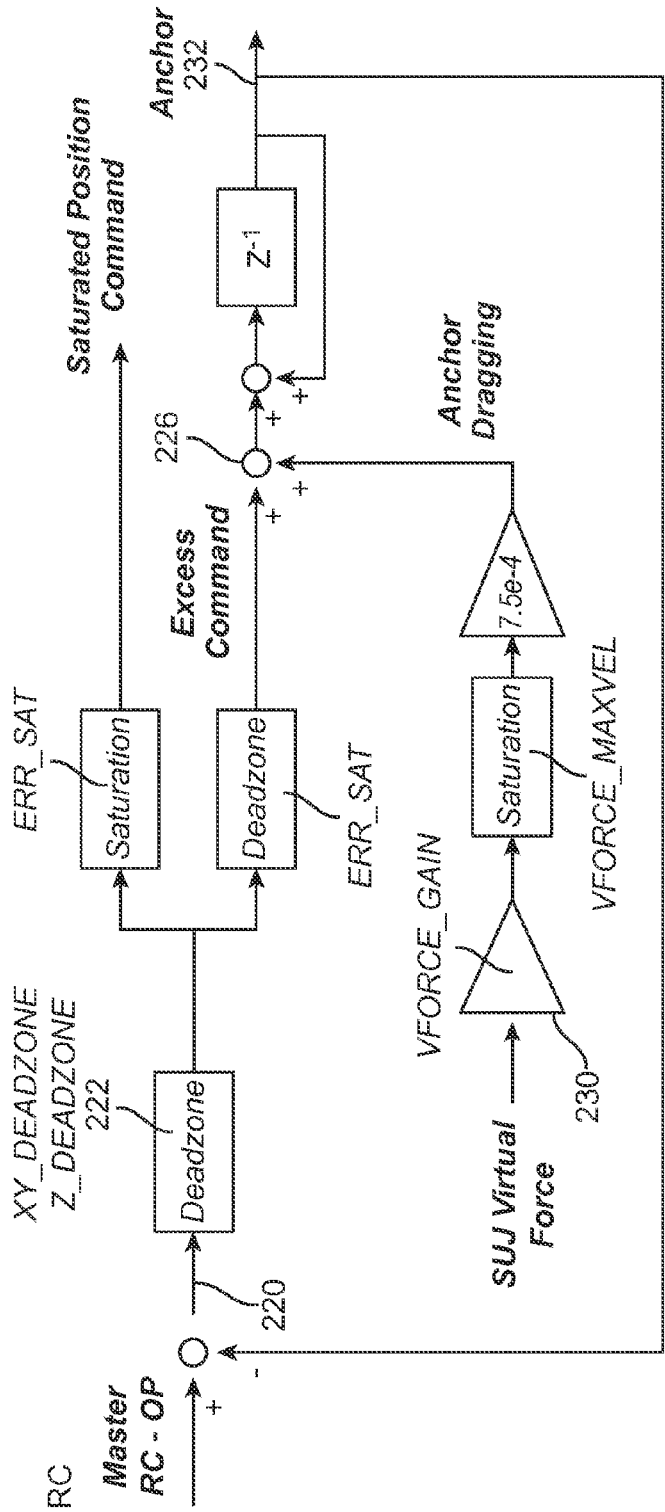 RC
Master
RC - OP
+
-
220
XY_DEADZONE
Z_DEADZONE
222
Deadzone
ERR_SAT
Saturation
Saturated Position
Command
Deadzone
ERR_SAT
Excess
Command
226
+
+
+
+
Z-1
Anchor
232
SUJ Virtual
Force
VFORCE_GAIN
230
Saturation
VFORCE_MAXVEL
7.5e-4
Anchor
Dragging